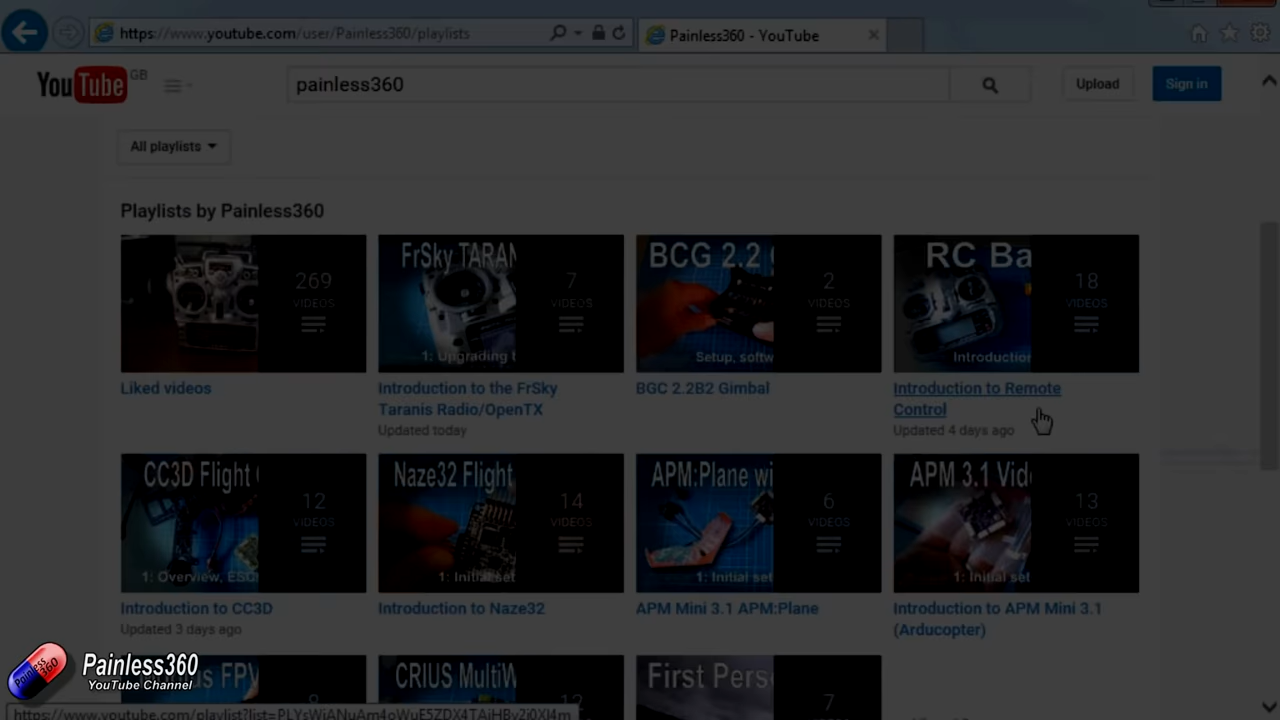 https://www.youtube.com/user/Painless360/playlists
Painless360 - YouTube
YouTube GB
painless360
Upload
Sign in
All playlists
Playlists by Painless360
269
VIDEOS
FrSky TARAN
7
VIDEOS
1: Upgrading t
BCG 2.2
2
VIDEOS
Setup, softw
RC Ba
18
VIDEOS
Introduction
Liked videos
Introduction to the FrSky
Taranis Radio/OpenTX
Updated today
BGC 2.2B2 Gimbal
Introduction to Remote
Control
Updated 4 days ago
CC3D Flight
12
VIDEOS
1: Overview, ESC
Naze32 Flight
14
VIDEOS
1: Initial set
APM:Plane wi
6
VIDEOS
1: Initial set
APM 3.1 Vid
13
VIDEOS
1: Initial set
Introduction to CC3D
Updated 3 days ago
Introduction to Naze32
APM Mini 3.1 APM:Plane
Introduction to APM Mini 3.1
(Arducopter)
Painless360
Painless360
YouTube Channel
us FPV
CRIUS MultiW
12
First Pers
7